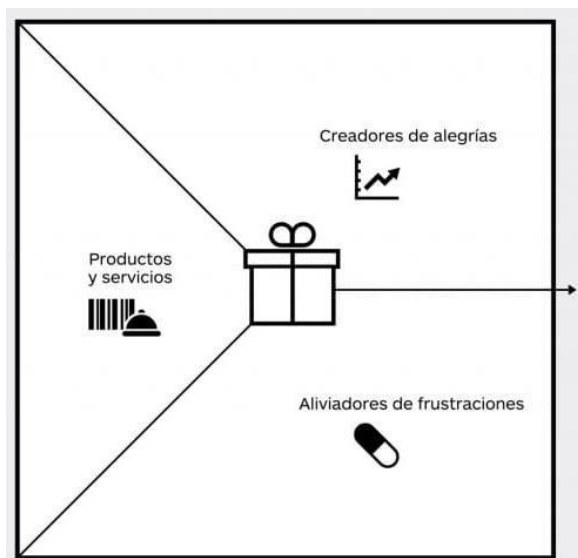 Creadores de alegrías
Productos
y servicios
Aliviadores de frustraciones